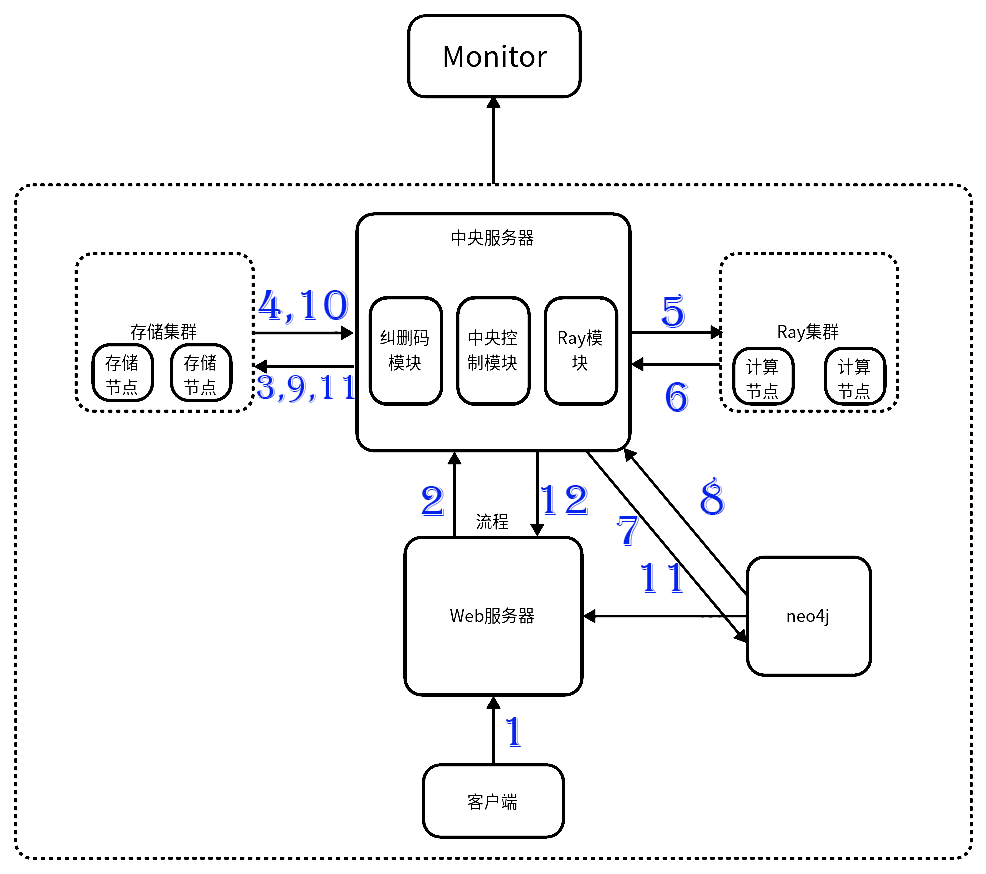 Monitor
中央服务器
4,10
5
存储集群
纠删码
模块
中央控
制模块
Ray模
块
Ray集群
存储
节点
存储
节点
计算
节点
计算
节点
3,9,11
6
2
12
8
流程
7
11
Web服务器
neo4j
1
客户端